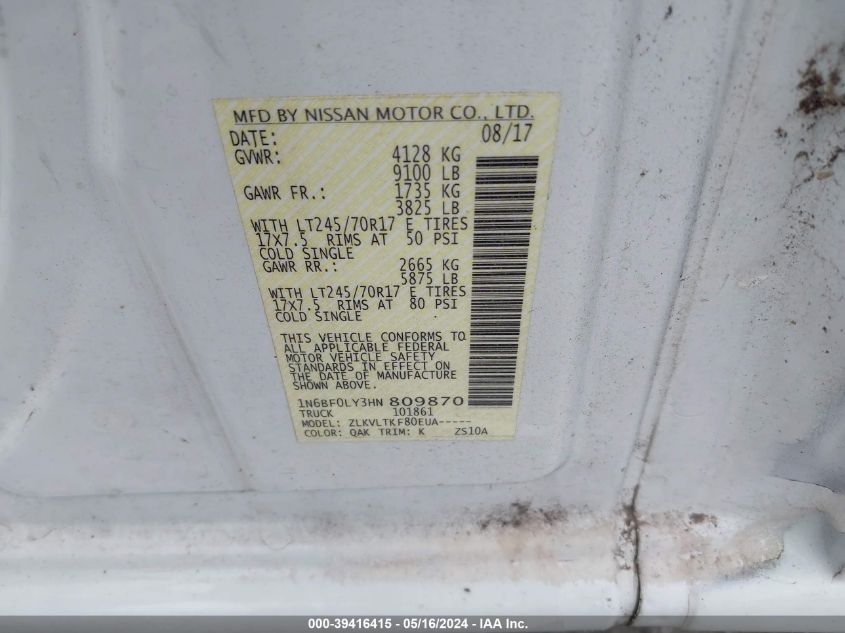 MFD BY NISSAN MOTOR CO., LTD.
DATE: 08/17
GVWR: 4128 KG
9100 LB
GAWR FR.: 1735 KG
3825 LB
WITH LT245/70R17 E TIRES
17X7.5 RIMS AT 50 PSI
COLD SINGLE
GAWR RR.: 2665 KG
5875 LB
WITH LT245/70R17 E TIRES
17X7.5 RIMS AT 80 PSI
COLD SINGLE
THIS VEHICLE CONFORMS TO
ALL APPLICABLE FEDERAL
MOTOR VEHICLE SAFETY
STANDARDS IN EFFECT ON
THE DATE OF MANUFACTURE
SHOWN ABOVE.
1N6BF0LY3HN 809870
TRUCK 101861
MODEL: ZLKVLTKF80EUA-----
COLOR: QAK TRIM: K ZS10A
000-39416415 - 05/16/2024 - IAA Inc.